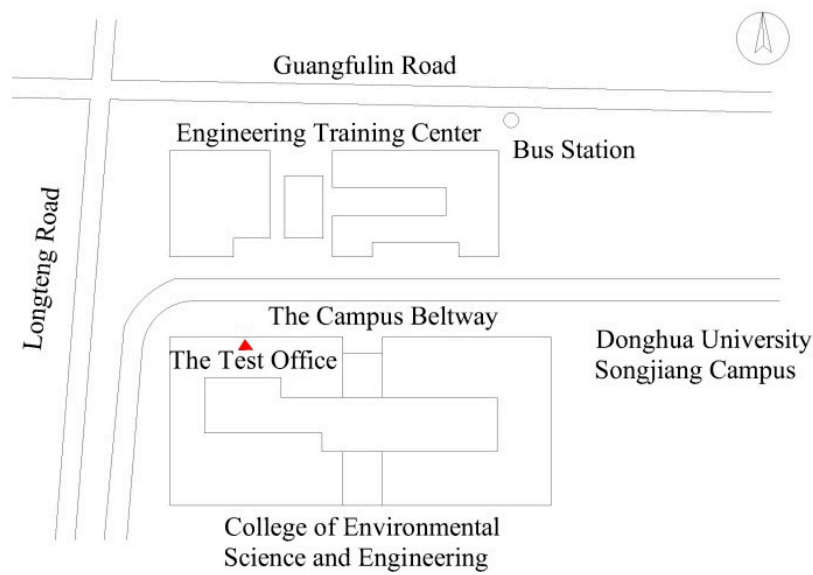 Guangfulin Road
Engineering Training Center
Bus Station
Longteng Road
The Campus Beltway
Donghua University
Songjiang Campus
The Test Office
College of Environmental
Science and Engineering